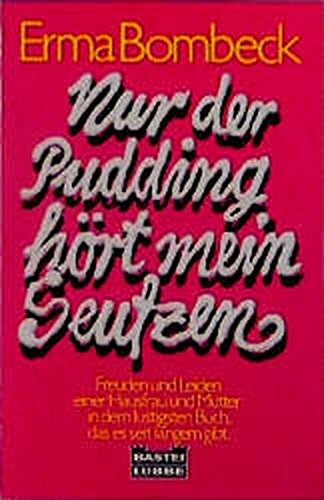 Erma Bombeck
Nur der
Pudding
hört mein
Seufzen
Freuden und Leiden
einer Hausfrau und Mutter
in dem lustigsten Buch,
das es seit langem gibt.
BASTEI
LÜBBE